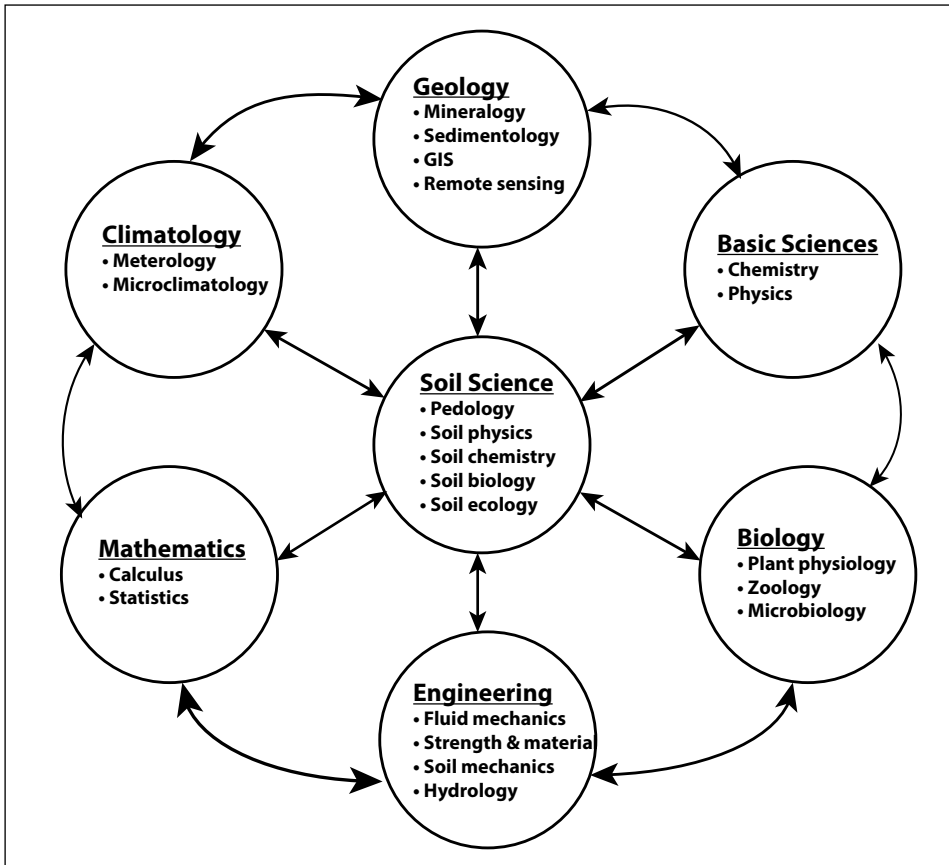 Geology
• Mineralogy
• Sedimentology
• GIS
• Remote sensing
Climatology
• Meterology
• Microclimatology
Basic Sciences
• Chemistry
• Physics
Soil Science
• Pedology
• Soil physics
• Soil chemistry
• Soil biology
• Soil ecology
Mathematics
• Calculus
• Statistics
Biology
• Plant physiology
• Zoology
• Microbiology
Engineering
• Fluid mechanics
• Strength & material
• Soil mechanics
• Hydrology